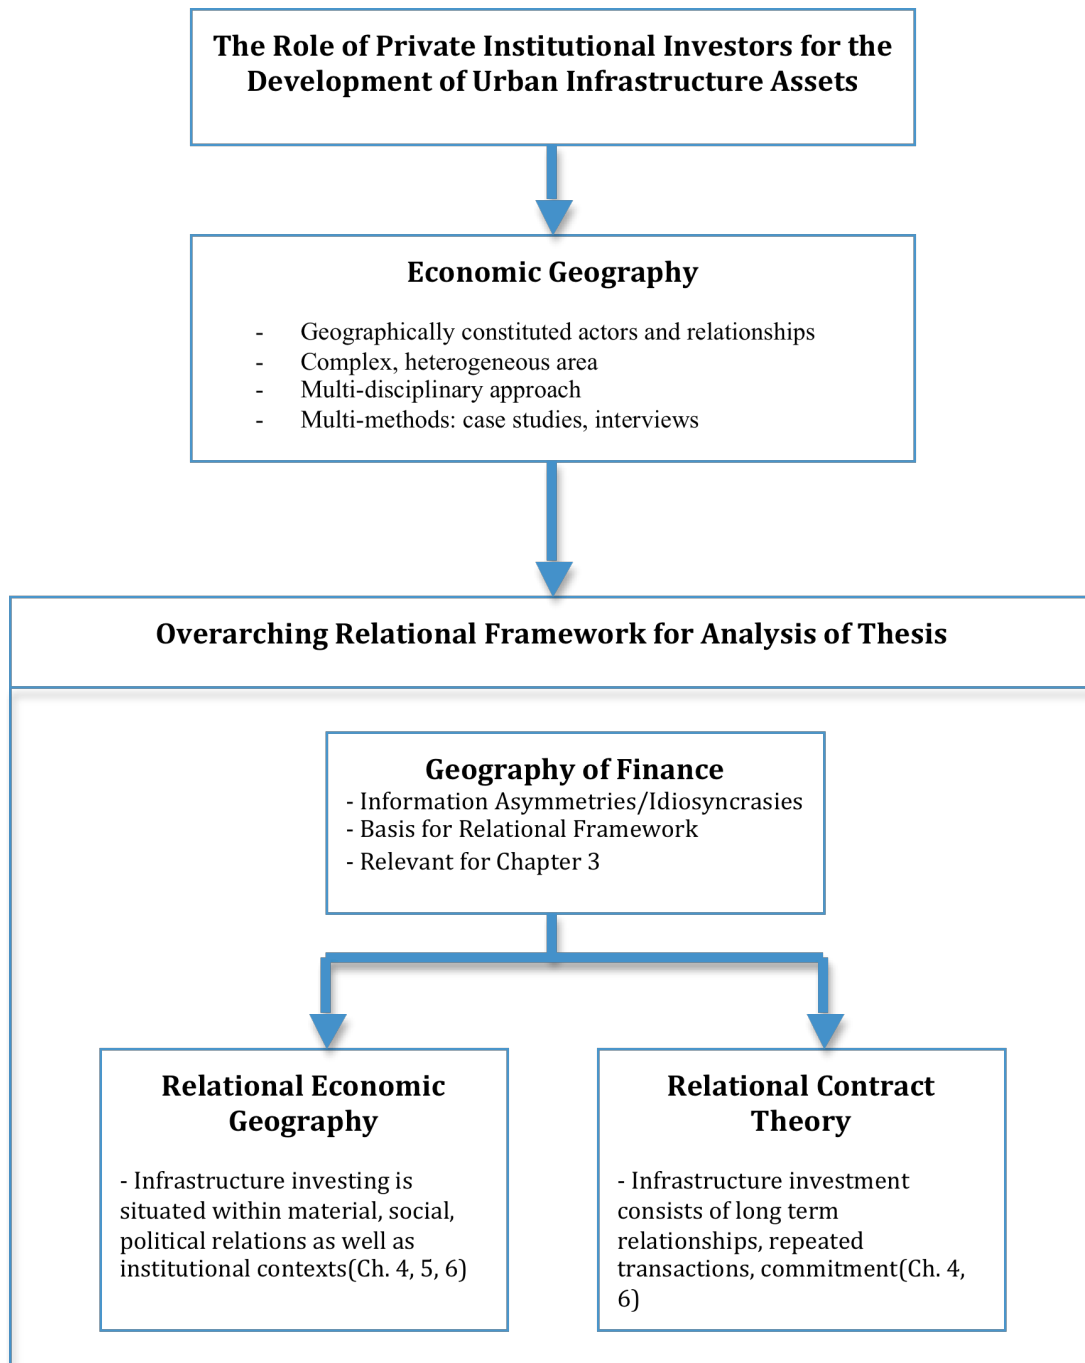 The Role of Private Institutional Investors for the
Development of Urban Infrastructure Assets
Economic Geography
- Geographically constituted actors and relationships
- Complex, heterogeneous area
- Multi-disciplinary approach
- Multi-methods: case studies, interviews
Overarching Relational Framework for Analysis of Thesis
Geography of Finance
- Information Asymmetries/Idiosyncrasies
- Basis for Relational Framework
- Relevant for Chapter 3
Relational Economic
Geography
- Infrastructure investing is
situated within material, social,
political relations as well as
institutional contexts(Ch. 4, 5, 6)
Relational Contract
Theory
- Infrastructure investment
consists of long term
relationships, repeated
transactions, commitment(Ch. 4,
6)